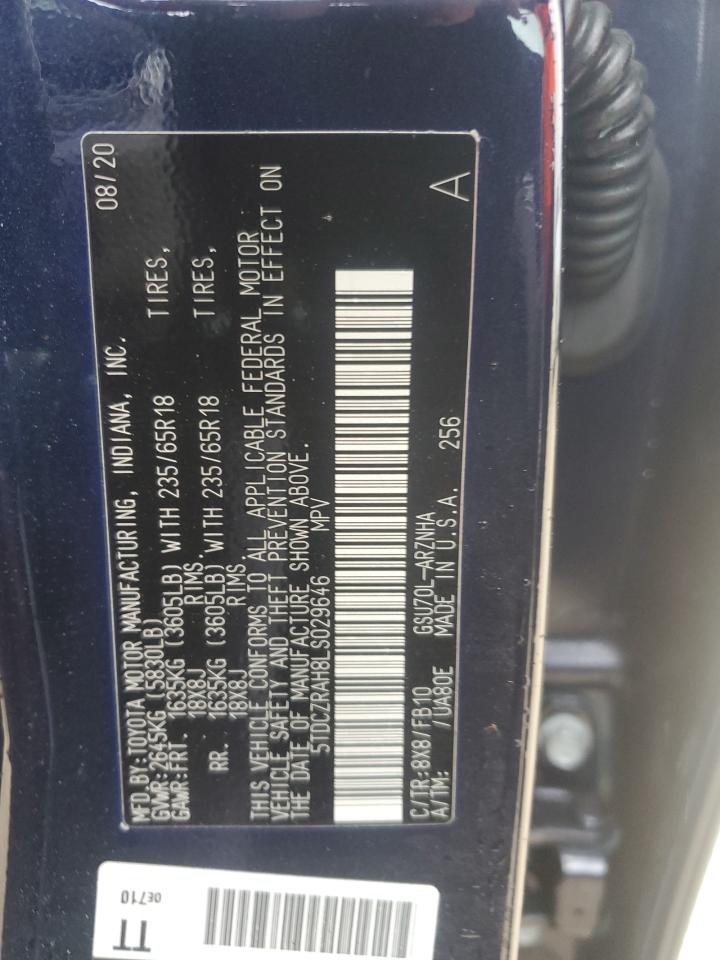 MFD.BY:TOYOTA MOTOR MANUFACTURING, INDIANA, INC. 08/20
GVWR:2645KG (5830LB)
GAWR:FRT. 1635KG (3605LB) WITH 235/65R18 TIRES,
18X8J RIMS,
RR. 1635KG (3605LB) WITH 235/65R18 TIRES,
18X8J RIMS
THIS VEHICLE CONFORMS TO ALL APPLICABLE FEDERAL MOTOR
VEHICLE SAFETY AND THEFT PREVENTION STANDARDS IN EFFECT ON
THE DATE OF MANUFACTURE SHOWN ABOVE.
5TDCZRAH8LS029646 MPV
C/TR:8X8/FB10 GSU70L-ARZNHA
A/TM: /UA80E MADE IN U.S.A. 256 A
TT 0E710